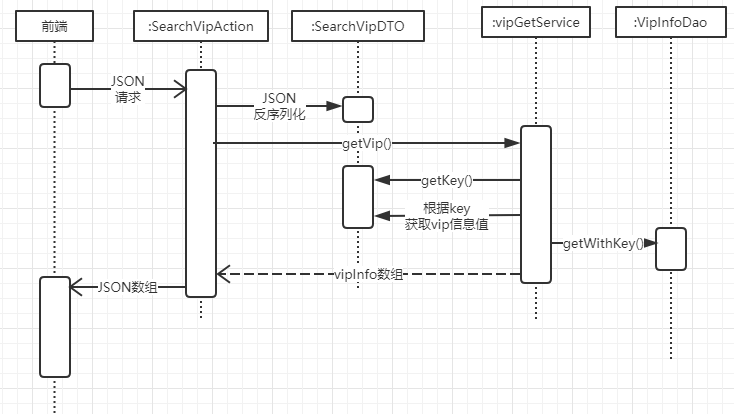 前端
:SearchVipAction
:SearchVipDTO
:vipGetService
:VipInfoDao
JSON
请求
JSON
反序列化
getVip()
getKey()
根据key
获取vip信息值
getWithKey()
vipInfo数组
JSON数组